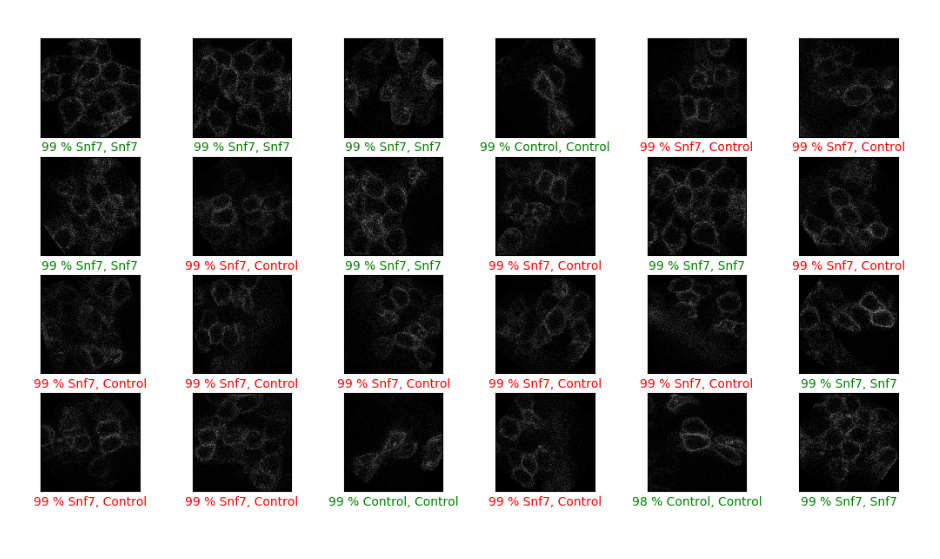 99 % Snf7, Snf7
99 % Snf7, Snf7
99 % Snf7, Snf7
99 % Control, Control
99 % Snf7, Control
99 % Snf7, Control
99 % Snf7, Snf7
99 % Snf7, Control
99 % Snf7, Snf7
99 % Snf7, Control
99 % Snf7, Snf7
99 % Snf7, Control
99 % Snf7, Control
99 % Snf7, Control
99 % Snf7, Control
99 % Snf7, Control
99 % Snf7, Control
99 % Snf7, Snf7
99 % Snf7, Control
99 % Snf7, Control
99 % Control, Control
99 % Snf7, Control
98 % Control, Control
99 % Snf7, Snf7